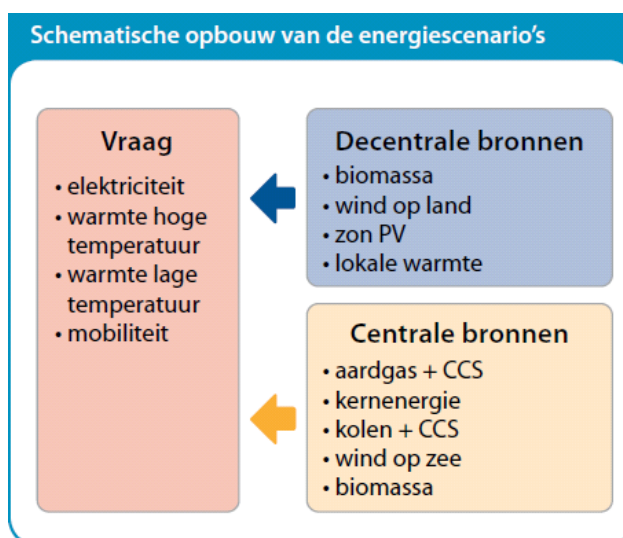 Schematische opbouw van de energiescenario's
Vraag
• elektriciteit
• warmte hoge
temperatuur
• warmte lage
temperatuur
• mobiliteit
Decentrale bronnen
• biomassa
• wind op land
• zon PV
• lokale warmte
Centrale bronnen
• aardgas + CCS
• kernenergie
• kolen + CCS
• wind op zee
• biomassa